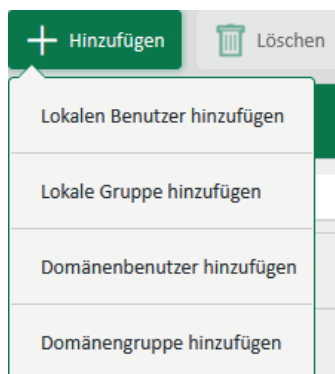 Hinzufügen
Löschen
Lokalen Benutzer hinzufügen
Lokale Gruppe hinzufügen
Domänenbenutzer hinzufügen
Domänengruppe hinzufügen